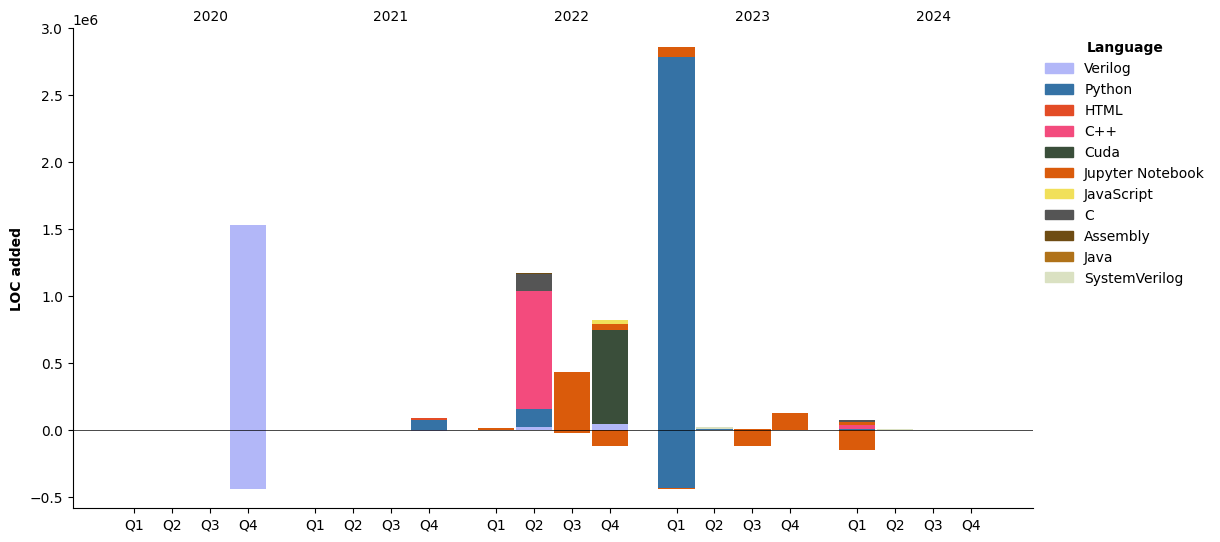 2020 2021 2022 2023 2024
1e6
3.0
2.5
2.0
1.5
1.0
0.5
0.0
−0.5
LOC added
Q1 Q2 Q3 Q4 Q1 Q2 Q3 Q4 Q1 Q2 Q3 Q4 Q1 Q2 Q3 Q4 Q1 Q2 Q3 Q4
Language
Verilog
Python
HTML
C++
Cuda
Jupyter Notebook
JavaScript
C
Assembly
Java
SystemVerilog